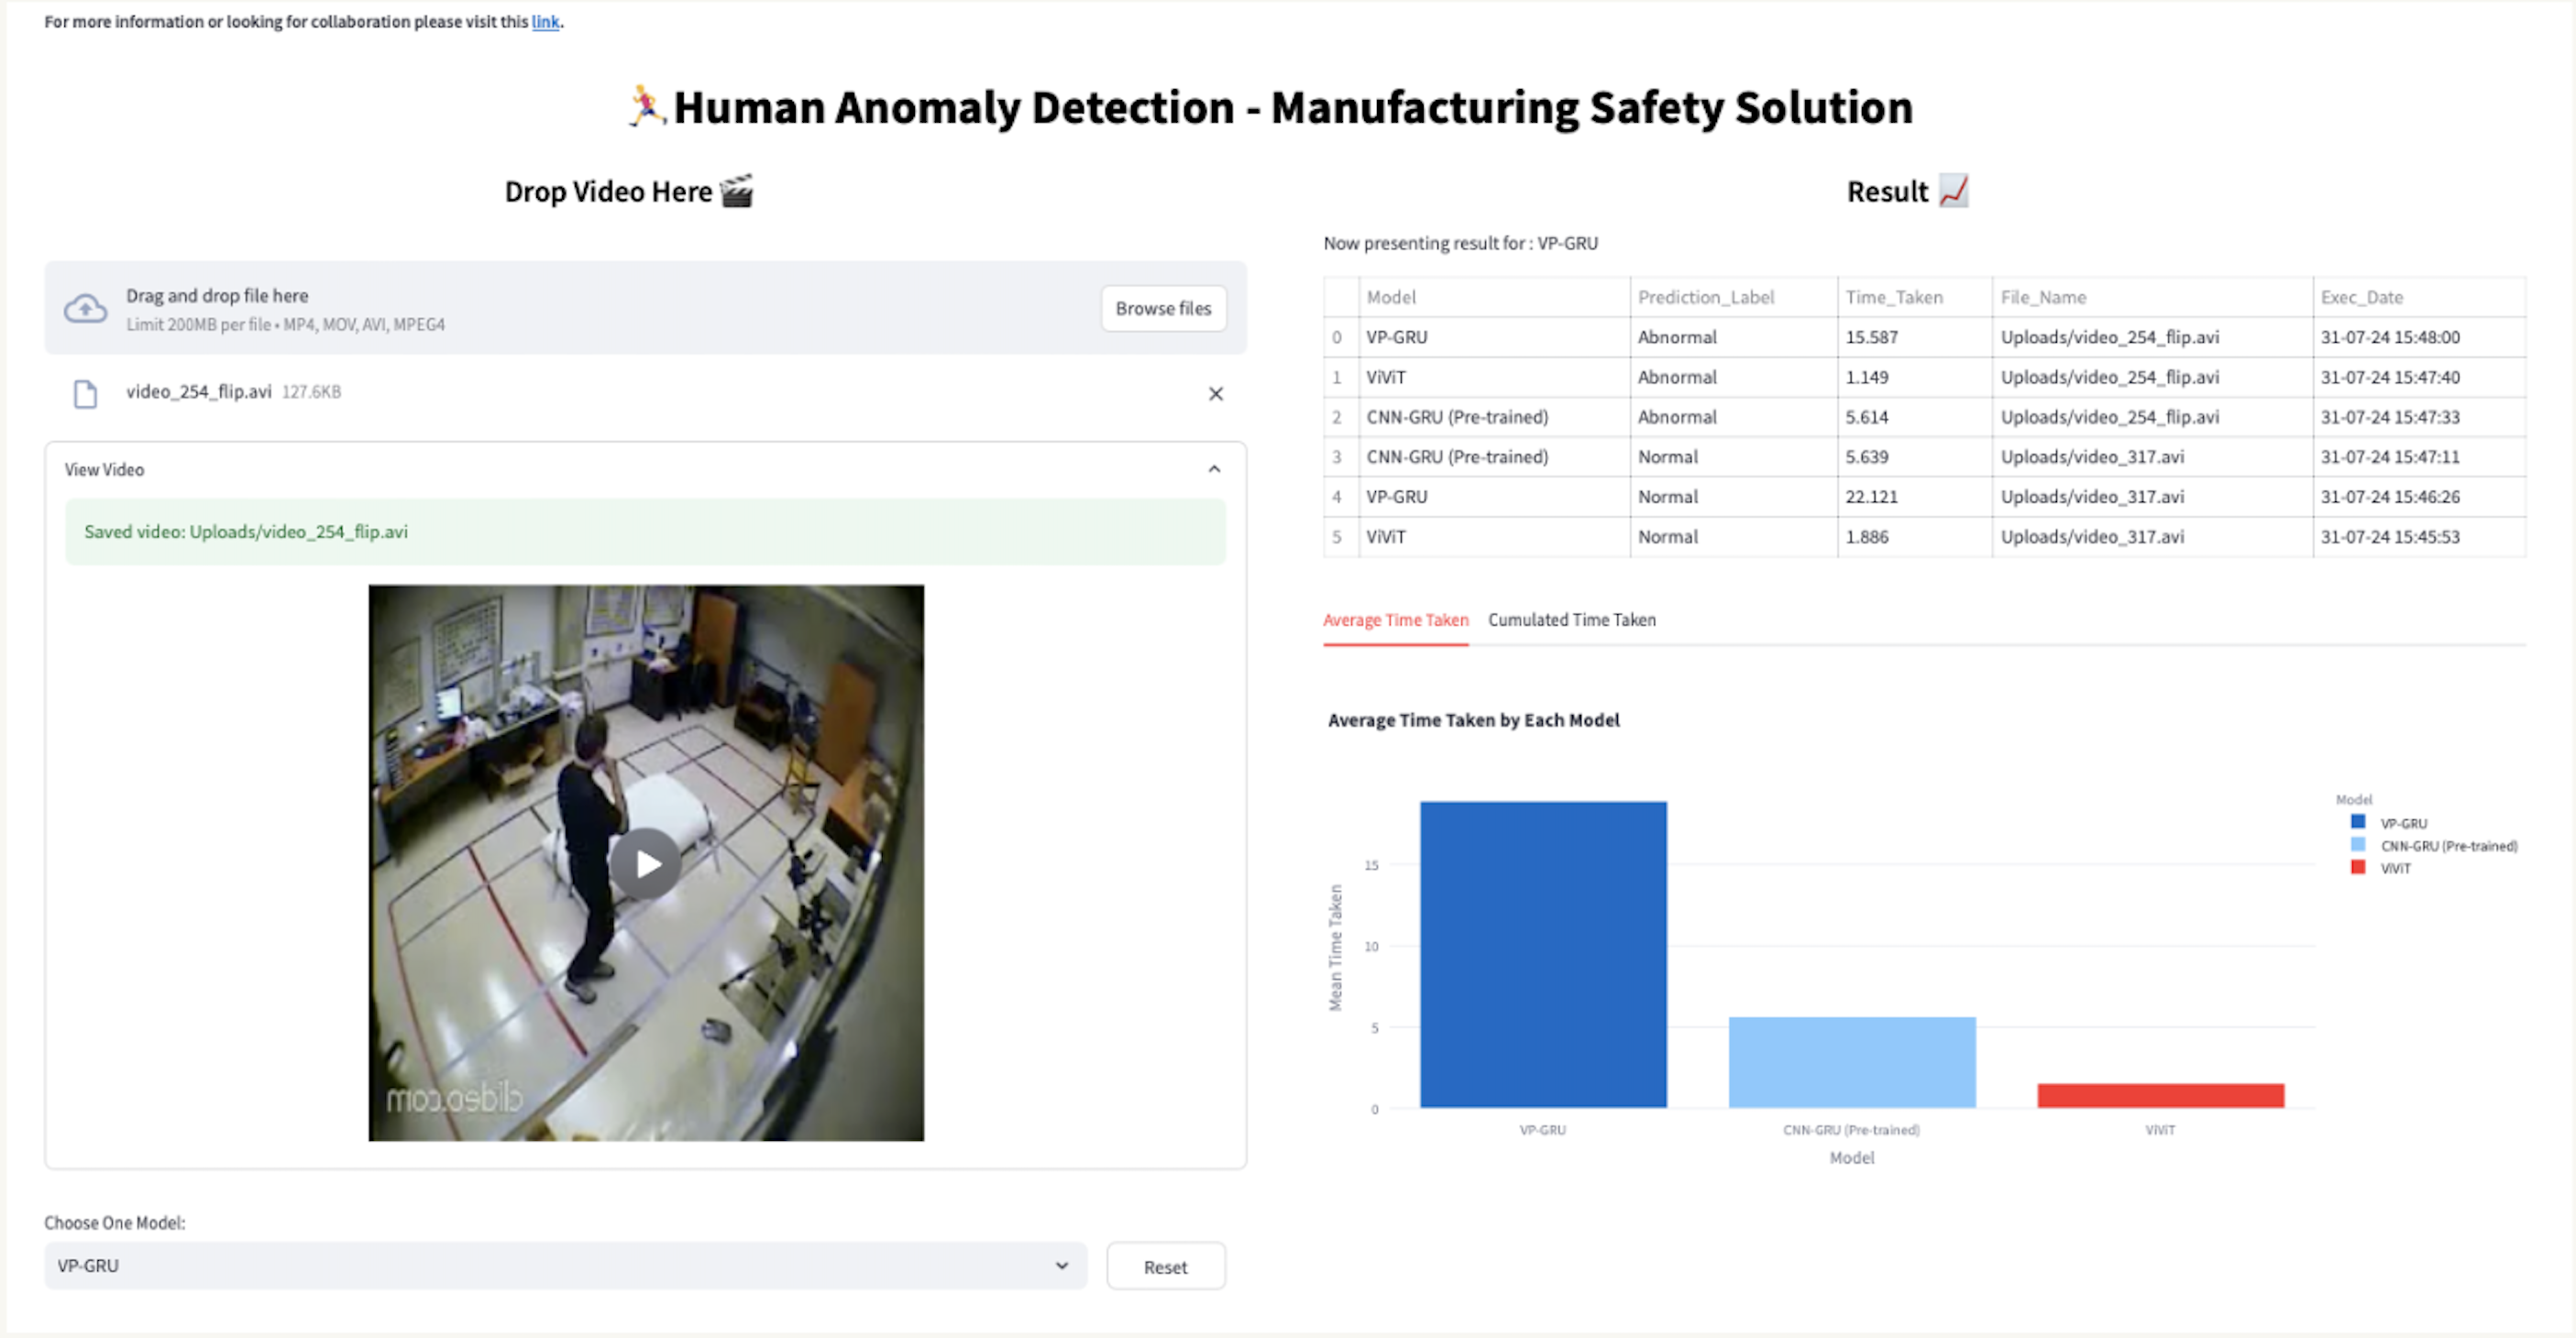 For more information or looking for collaboration please visit this link.
🏃Human Anomaly Detection - Manufacturing Safety Solution
Drop Video Here 🎬
Drag and drop file here
Limit 200MB per file • MP4, MOV, AVI, MPEG4
Browse files
video_254_flip.avi 127.6KB
View Video
Saved video: Uploads/video_254_flip.avi
clideo.com
Choose One Model:
VP-GRU
Reset
Result 📈
Now presenting result for : VP-GRU
Model Prediction_Label Time_Taken File_Name Exec_Date
0 VP-GRU Abnormal 15.587 Uploads/video_254_flip.avi 31-07-24 15:48:00
1 ViViT Abnormal 1.149 Uploads/video_254_flip.avi 31-07-24 15:47:40
2 CNN-GRU (Pre-trained) Abnormal 5.614 Uploads/video_254_flip.avi 31-07-24 15:47:33
3 CNN-GRU (Pre-trained) Normal 5.639 Uploads/video_317.avi 31-07-24 15:47:11
4 VP-GRU Normal 22.121 Uploads/video_317.avi 31-07-24 15:46:26
5 ViViT Normal 1.886 Uploads/video_317.avi 31-07-24 15:45:53
Average Time Taken Cumulated Time Taken
Average Time Taken by Each Model
Mean Time Taken
15
10
5
0
VP-GRU CNN-GRU (Pre-trained) ViViT
Model
Model
VP-GRU
CNN-GRU (Pre-trained)
ViViT